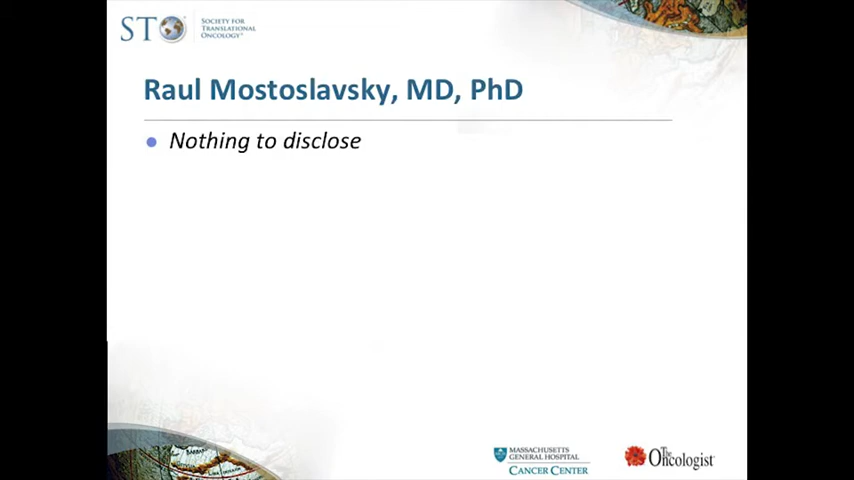 STO
SOCIETY FOR
TRANSLATIONAL
ONCOLOGY
Raul Mostoslavsky, MD, PhD
● Nothing to disclose
MASSACHUSETTS
GENERAL HOSPITAL
CANCER CENTER
The
Oncologist